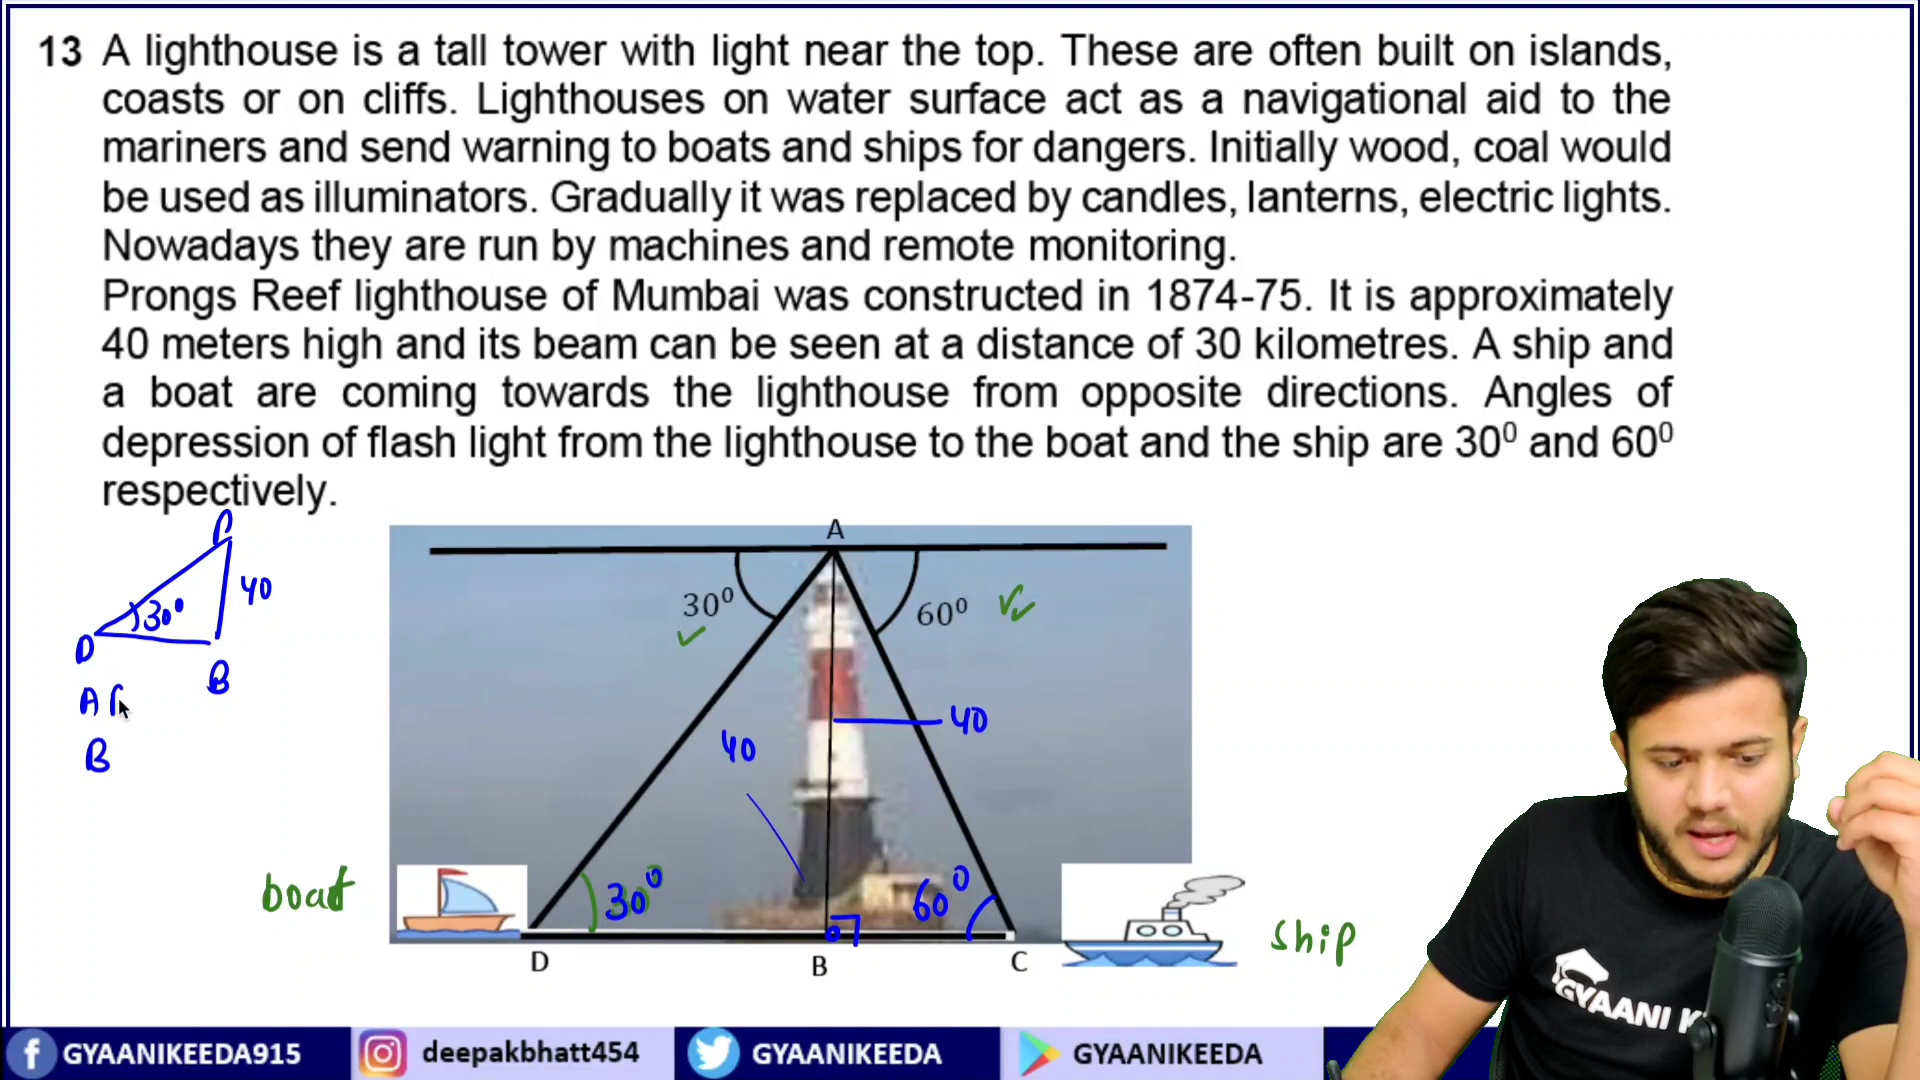 13 A lighthouse is a tall tower with light near the top. These are often built on islands,
coasts or on cliffs. Lighthouses on water surface act as a navigational aid to the
mariners and send warning to boats and ships for dangers. Initially wood, coal would
be used as illuminators. Gradually it was replaced by candles, lanterns, electric lights.
Nowadays they are run by machines and remote monitoring.
Prongs Reef lighthouse of Mumbai was constructed in 1874-75. It is approximately
40 meters high and its beam can be seen at a distance of 30 kilometres. A ship and
a boat are coming towards the lighthouse from opposite directions. Angles of
depression of flash light from the lighthouse to the boat and the ship are 30⁰ and 60⁰
respectively.
A
40
30°
D
B
A
B
A
30⁰
60⁰
40
40
boat
30⁰
60⁰
ship
D
B
C
GYAANI K
GYAANIKEEDA915
deepakbhatt454
GYAANIKEEDA
GYAANIKEEDA